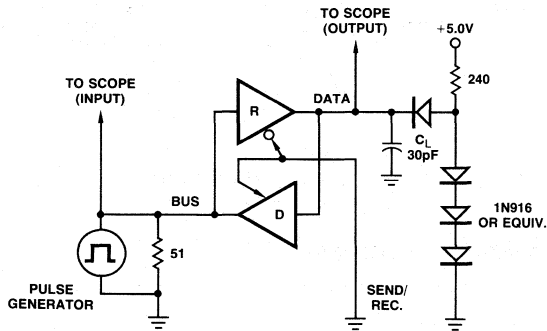 TO SCOPE
(OUTPUT)
+5.0V
TO SCOPE
(INPUT)
240
R
DATA
CL
30pF
BUS
D
1N916
OR EQUIV.
51
PULSE
GENERATOR
SEND/
REC.